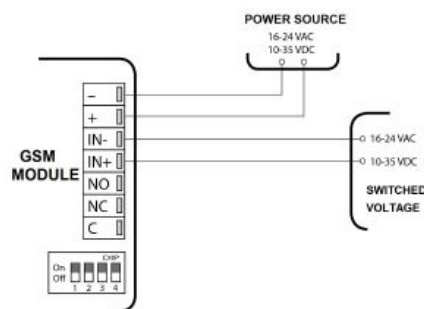 POWER SOURCE
16-24 VAC
10-35 VDC
GSM
MODULE
–
+
IN-
IN+
NO
NC
C
16-24 VAC
10-35 VDC
SWITCHED
VOLTAGE
On
Off
1 2 3 4